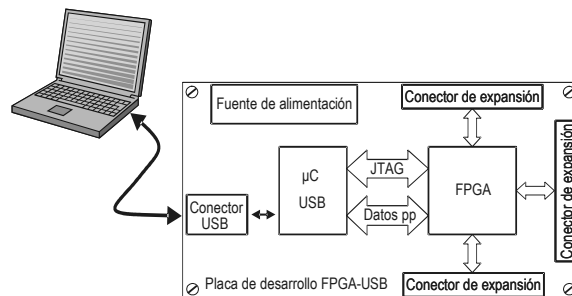 Fuente de alimentación
Conector de expansión
Conector de expansión
µC
USB
JTAG
Datos pp
FPGA
Conector
USB
Placa de desarrollo FPGA-USB
Conector de expansión